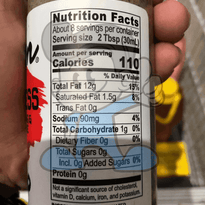 Nutrition Facts
About 8 servings per container
Serving size 2 Tbsp (30mL)
Amount per serving
Calories 110
% Daily Value
Total Fat 12g
Saturated Fat 1.5g 8%
Trans Fat 0g
Sodium 90mg 4%
Total Carbohydrate 1g 0%
Dietary Fiber 0g 0%
Total Sugars 0g
Incl. 0g Added Sugars
Protein 0g
Not a significant source of cholesterol,
vitamin D, calcium, iron, and potassium.